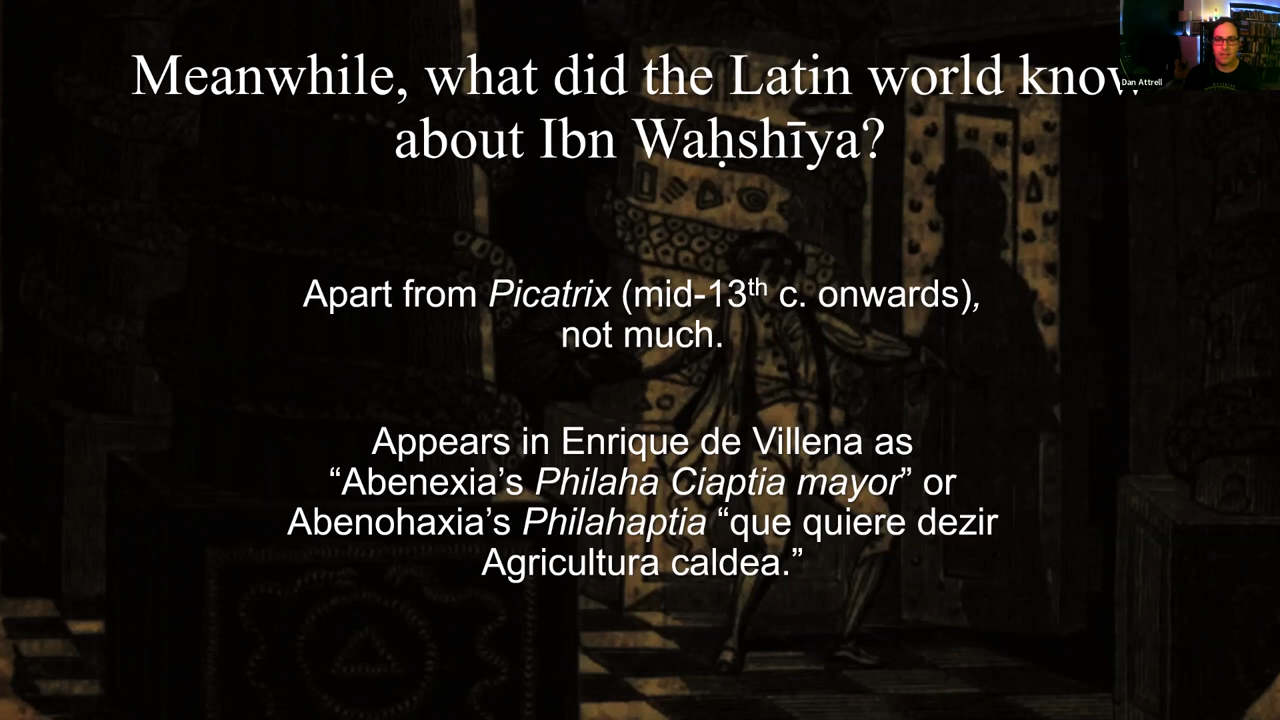 Meanwhile, what did the Latin world know
about Ibn Waḥshīya?
Dan Attrell
Apart from Picatrix (mid-13th c. onwards),
not much.
Appears in Enrique de Villena as
“Abenexia’s Philaha Ciaptia mayor” or
Abenohaxia’s Philahaptia “que quiere dezir
Agricultura caldea.”